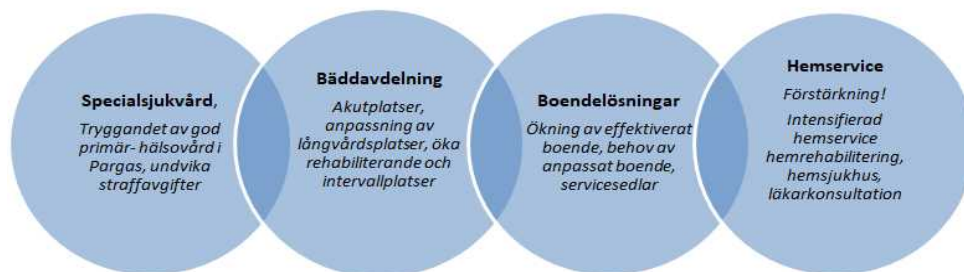 Specialsjukvård,
Tryggandet av god
primär- hälsovård i
Pargas, undvika
straffavgifter
Bäddavdelning
Akutplatser,
anpassning av
långvårdsplatser, öka
rehabiliterande och
intervallplatser
Boendelösningar
Ökning av effektiverat
boende, behov av
anpassat boende,
servicesedlar
Hemservice
Förstärkning!
Intensifierad
hemservice
hemrehabilitering,
hemsjukhus,
läkarkonsultation